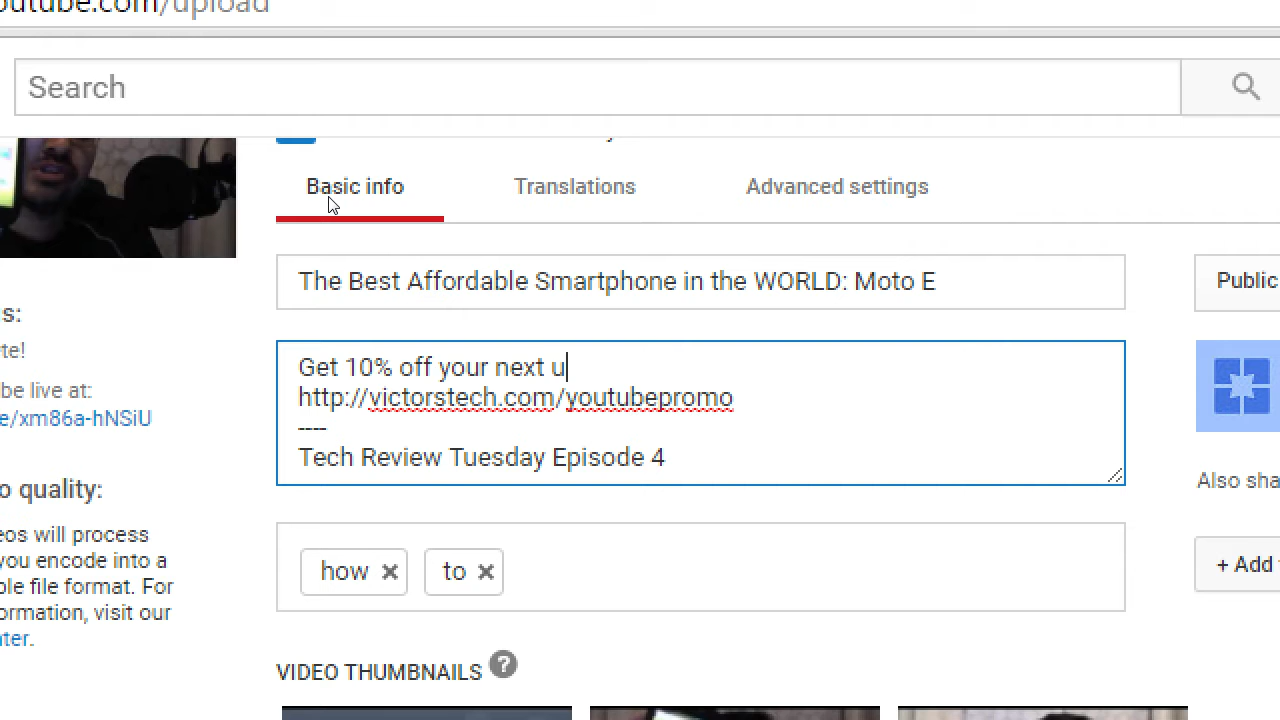 outube.com/upload
Search
Basic info
Translations
Advanced settings
The Best Affordable Smartphone in the WORLD: Moto E
Public
Get 10% off your next u
http://victorstech.com/youtubepromo
----
Tech Review Tuesday Episode 4
s:
te!
be live at:
e/xm86a-hNSiU
o quality:
eos will process
you encode into a
ble file format. For
ormation, visit our
ter.
Also sha
how ×
to ×
+ Add
VIDEO THUMBNAILS ?